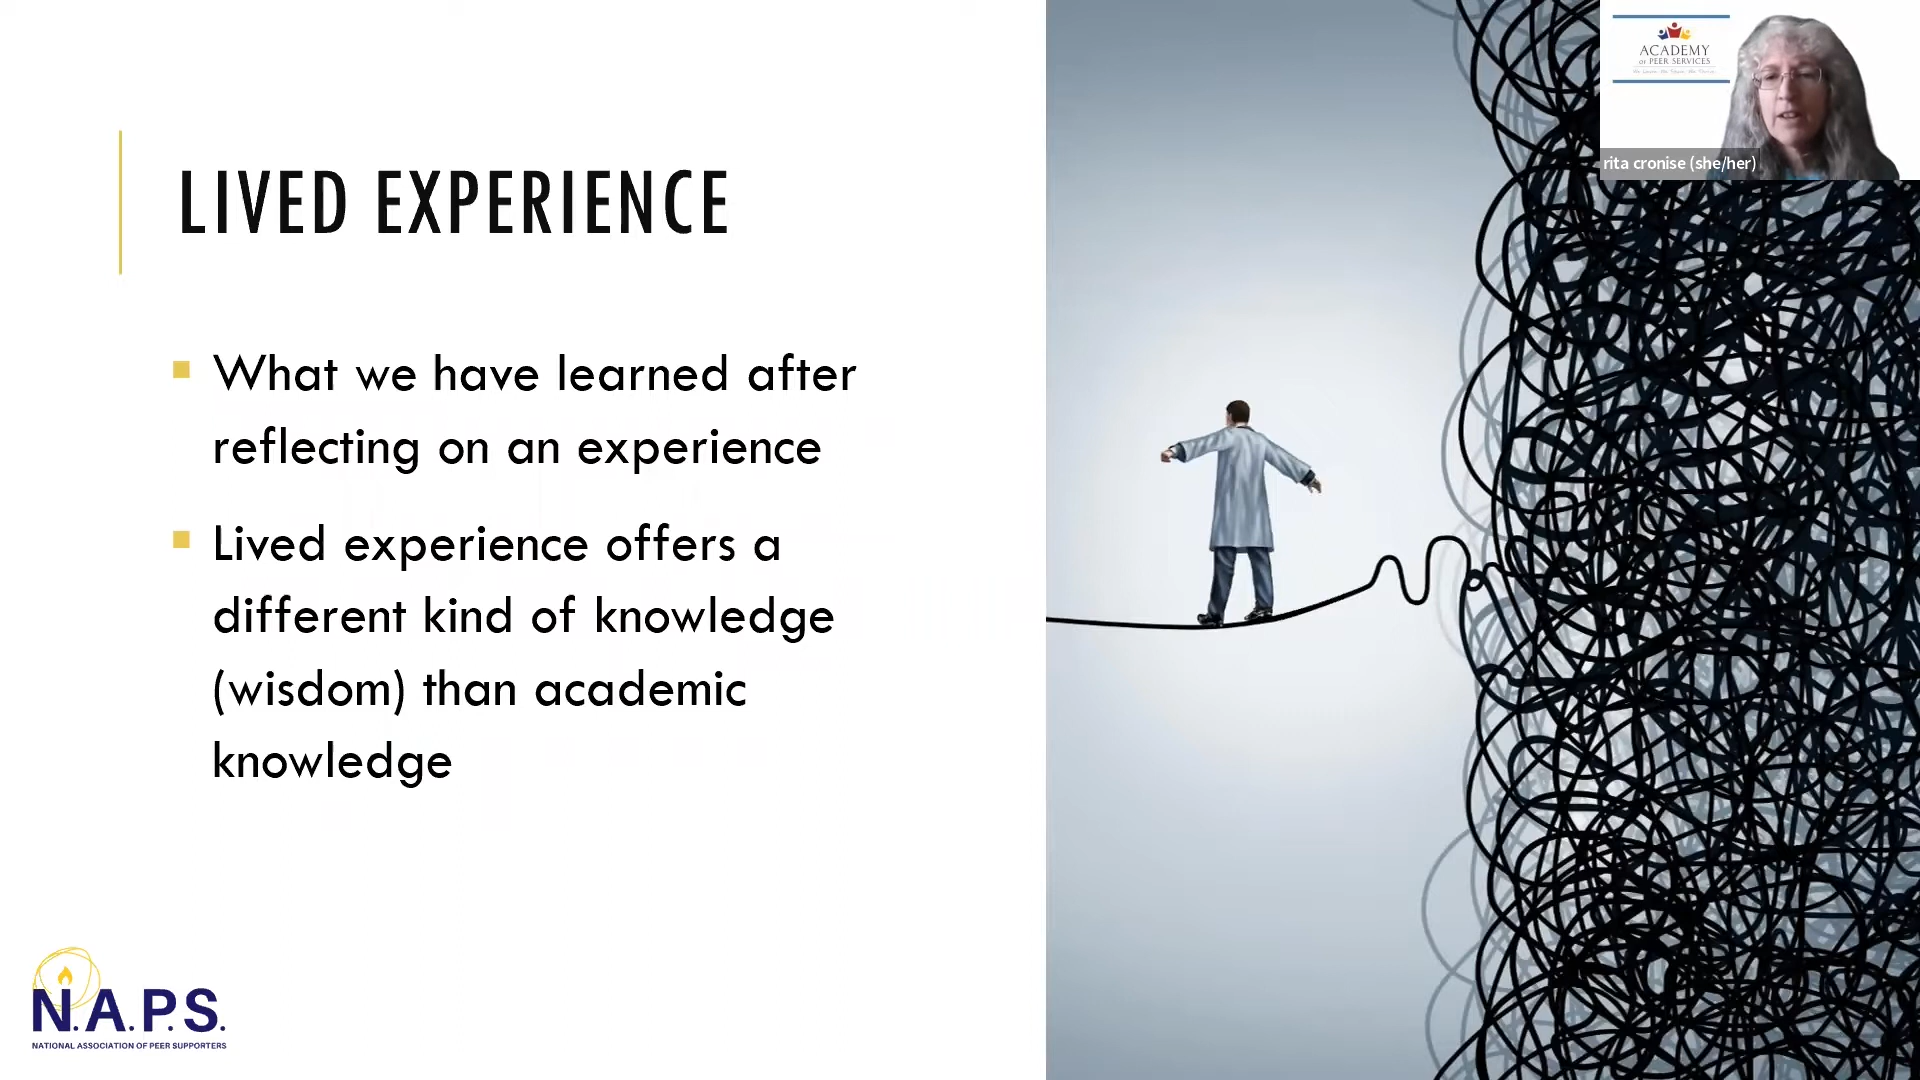 LIVED EXPERIENCE
What we have learned after
reflecting on an experience
Lived experience offers a
different kind of knowledge
(wisdom) than academic
knowledge
ACADEMY
OF PEER SERVICES
rita cronise (she/her)
N.A.P.S.
NATIONAL ASSOCIATION OF PEER SUPPORTERS